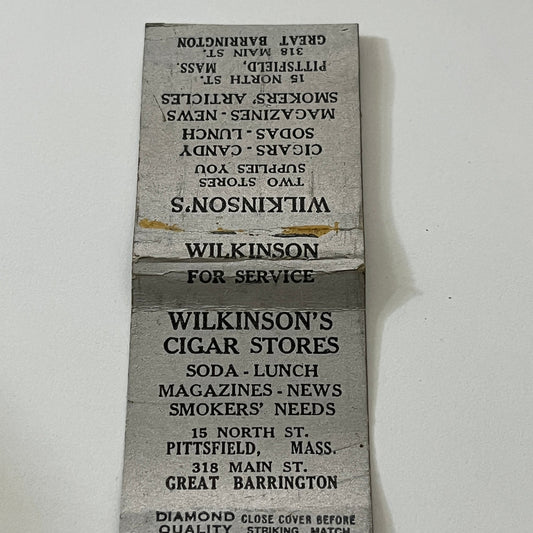 WILKINSON'S
TWO STORES
SUPPLIES YOU
CIGARS - CANDY
SODAS - LUNCH
MAGAZINES - NEWS
SMOKERS' ARTICLES
15 NORTH ST.
PITTSFIELD, MASS.
318 MAIN ST.
GREAT BARRINGTON
WILKINSON
FOR SERVICE
WILKINSON'S
CIGAR STORES
SODA - LUNCH
MAGAZINES - NEWS
SMOKERS' NEEDS
15 NORTH ST.
PITTSFIELD, MASS.
318 MAIN ST.
GREAT BARRINGTON
DIAMOND CLOSE COVER BEFORE
QUALITY STRIKING MATCH